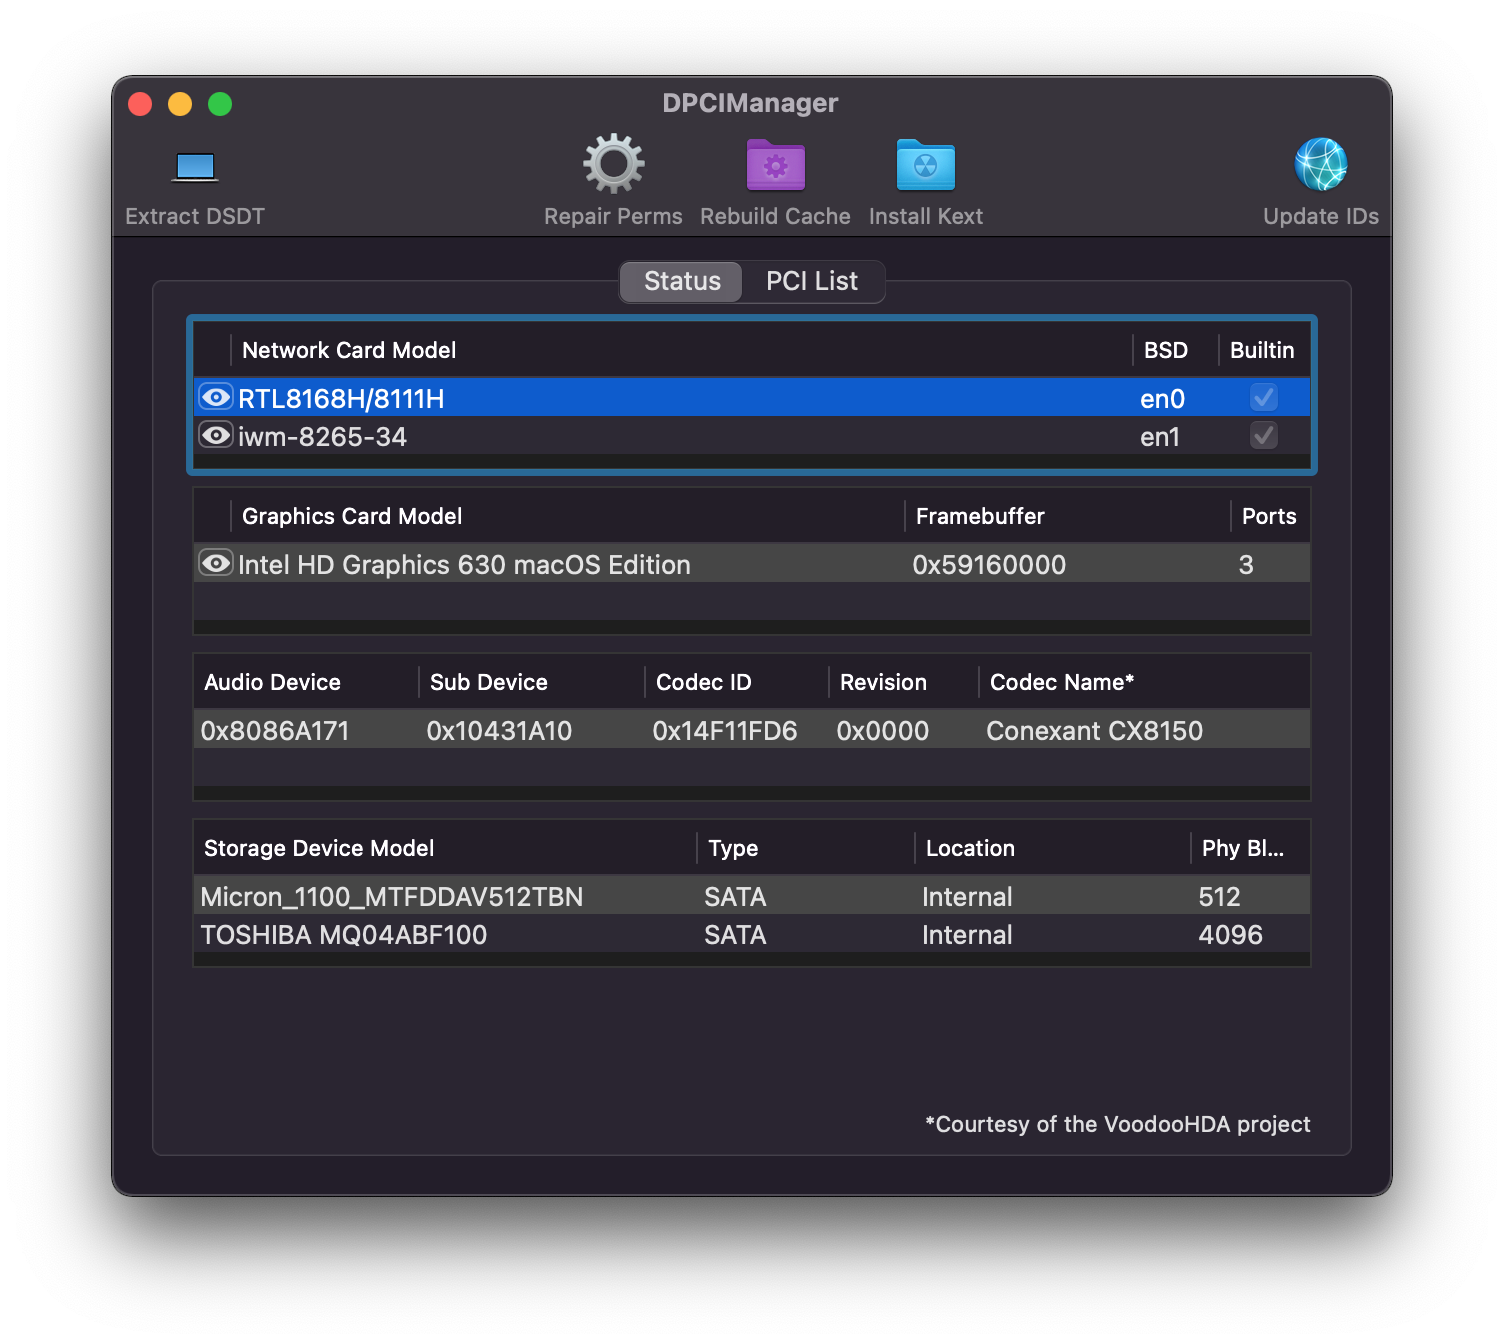 DPCIManager
Extract DSDT Repair Perms Rebuild Cache Install Kext Update IDs
Status PCI List
Network Card Model BSD Builtin
RTL8168H/8111H en0
iwm-8265-34 en1
Graphics Card Model Framebuffer Ports
Intel HD Graphics 630 macOS Edition 0x59160000 3
Audio Device Sub Device Codec ID Revision Codec Name*
0x8086A171 0x10431A10 0x14F11FD6 0x0000 Conexant CX8150
Storage Device Model Type Location Phy Bl...
Micron_1100_MTFDDAV512TBN SATA Internal 512
TOSHIBA MQ04ABF100 SATA Internal 4096
*Courtesy of the VoodooHDA project